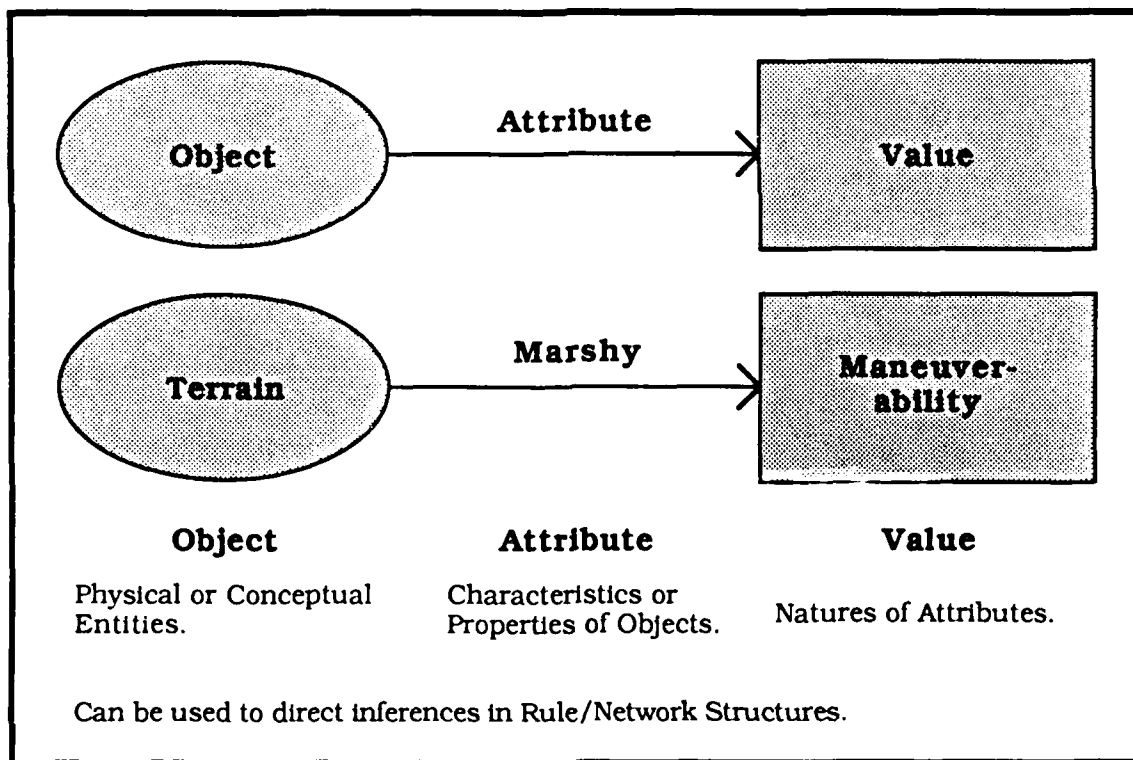 Attribute
Object
Value
Marshy
Terrain
Maneuver-
ability
Object Attribute Value
Physical or Conceptual
Entities.
Characteristics or
Properties of Objects.
Natures of Attributes.
Can be used to direct inferences in Rule/Network Structures.